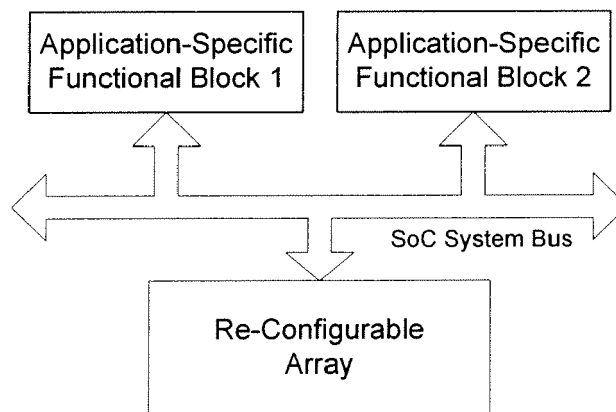 Application-Specific
Functional Block 1
Application-Specific
Functional Block 2
SoC System Bus
Re-Configurable
Array